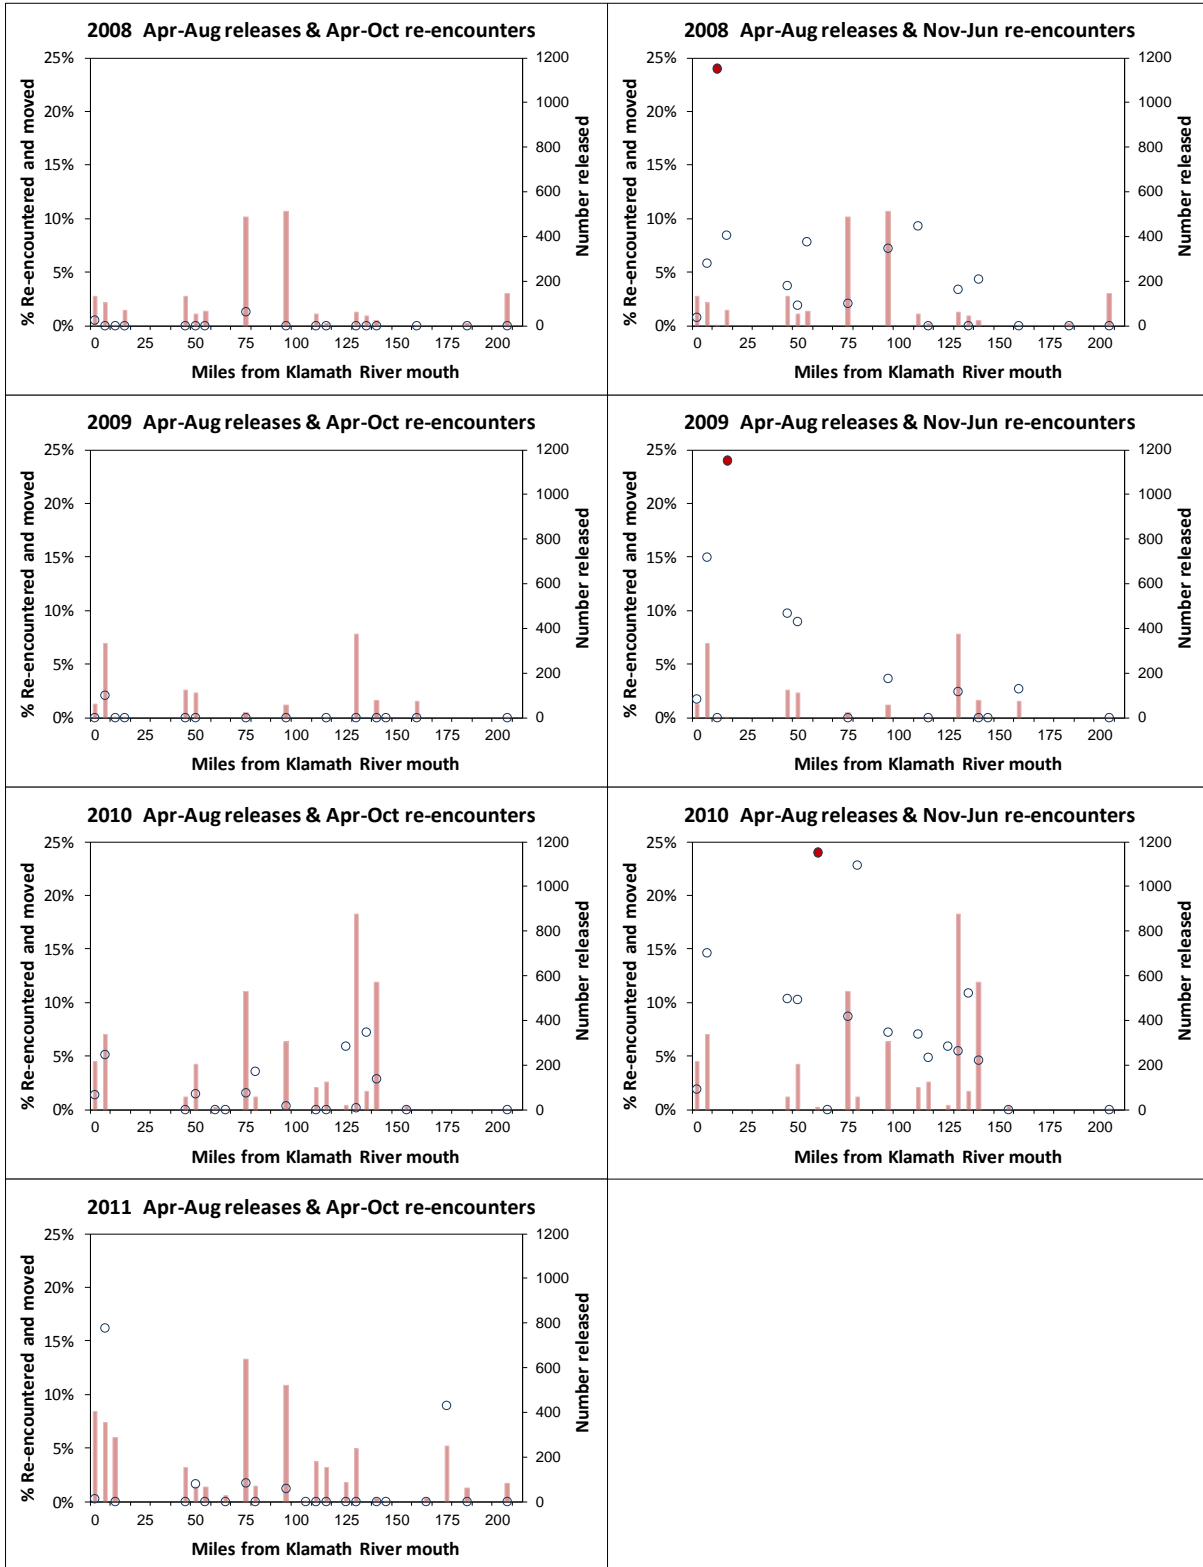 2008 Apr-Aug releases & Apr-Oct re-encounters
25%
20%
15%
10%
5%
0%
% Re-encountered and moved
1200
1000
800
600
400
200
0
Number released
0 25 50 75 100 125 150 175 200
Miles from Klamath River mouth
2008 Apr-Aug releases & Nov-Jun re-encounters
25%
20%
15%
10%
5%
0%
% Re-encountered and moved
1200
1000
800
600
400
200
0
Number released
0 25 50 75 100 125 150 175 200
Miles from Klamath River mouth
2009 Apr-Aug releases & Apr-Oct re-encounters
25%
20%
15%
10%
5%
0%
% Re-encountered and moved
1200
1000
800
600
400
200
0
Number released
0 25 50 75 100 125 150 175 200
Miles from Klamath River mouth
2009 Apr-Aug releases & Nov-Jun re-encounters
25%
20%
15%
10%
5%
0%
% Re-encountered and moved
1200
1000
800
600
400
200
0
Number released
0 25 50 75 100 125 150 175 200
Miles from Klamath River mouth
2010 Apr-Aug releases & Apr-Oct re-encounters
25%
20%
15%
10%
5%
0%
% Re-encountered and moved
1200
1000
800
600
400
200
0
Number released
0 25 50 75 100 125 150 175 200
Miles from Klamath River mouth
2010 Apr-Aug releases & Nov-Jun re-encounters
25%
20%
15%
10%
5%
0%
% Re-encountered and moved
1200
1000
800
600
400
200
0
Number released
0 25 50 75 100 125 150 175 200
Miles from Klamath River mouth
2011 Apr-Aug releases & Apr-Oct re-encounters
25%
20%
15%
10%
5%
0%
% Re-encountered and moved
1200
1000
800
600
400
200
0
Number released
0 25 50 75 100 125 150 175 200
Miles from Klamath River mouth